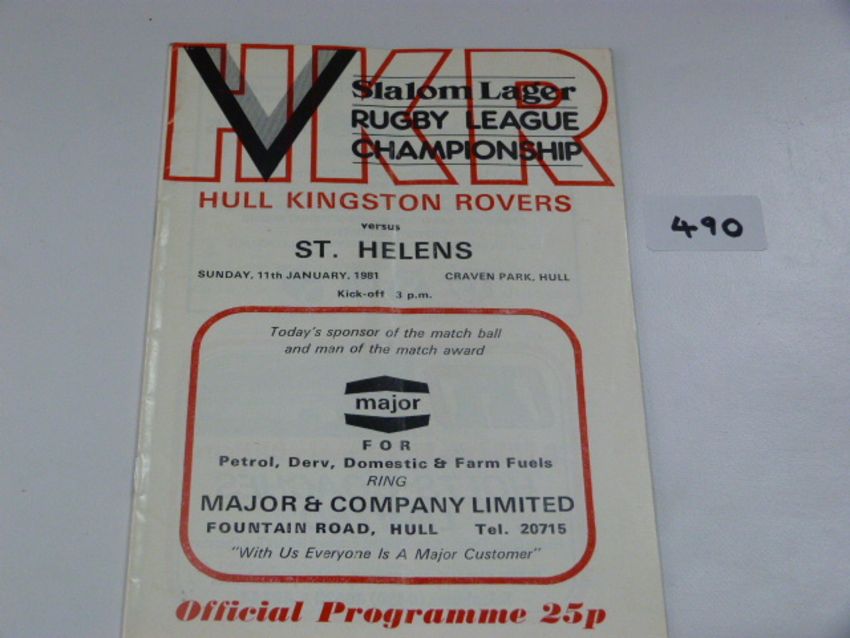 HKR
Slalom Lager
RUGBY LEAGUE
CHAMPIONSHIP
HULL KINGSTON ROVERS
versus
ST. HELENS
SUNDAY, 11th JANUARY, 1981 CRAVEN PARK, HULL
Kick-off 3 p.m.
490
Today's sponsor of the match ball
and man of the match award
major
FOR
Petrol, Derv, Domestic & Farm Fuels
RING
MAJOR & COMPANY LIMITED
FOUNTAIN ROAD, HULL Tel. 20715
"With Us Everyone Is A Major Customer"
Official Programme 25p